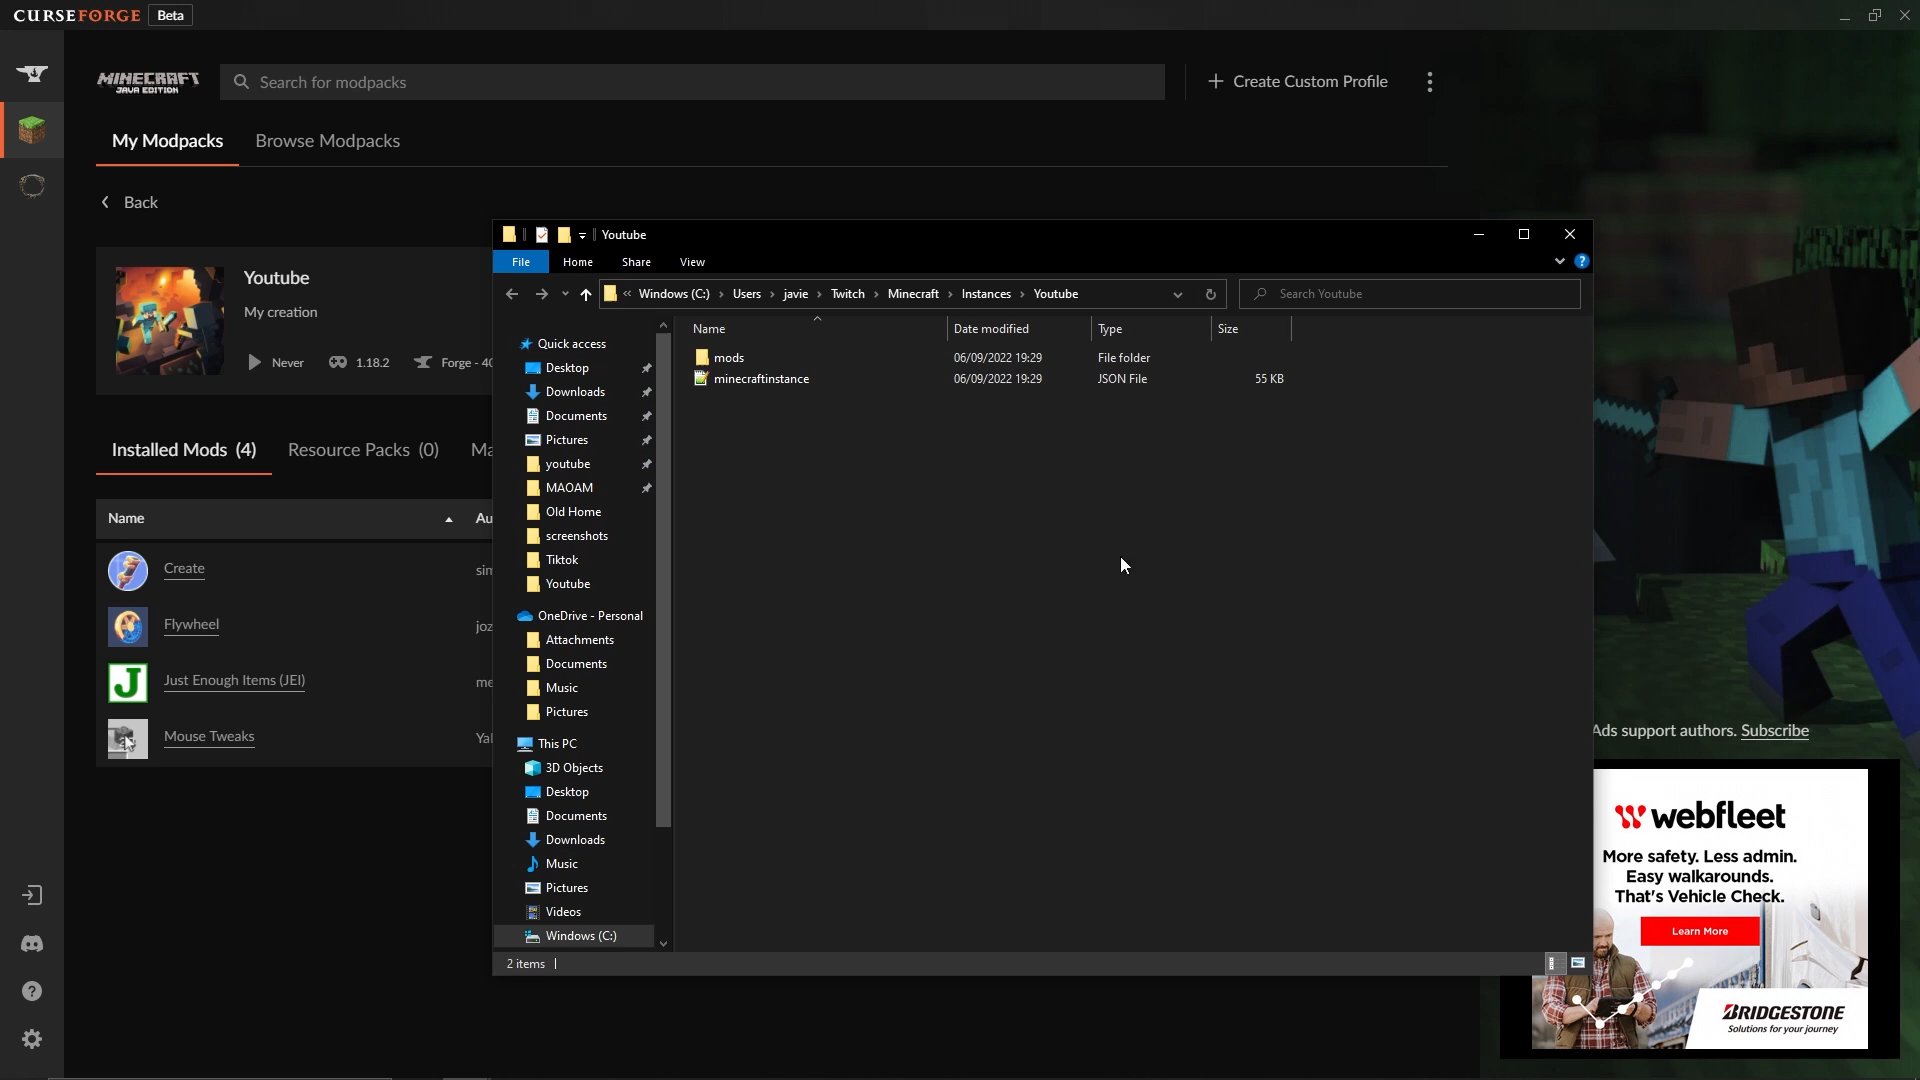 CURSEFORGE Beta
MINECRAFT
JAVA EDITION
Search for modpacks
Create Custom Profile
My Modpacks
Browse Modpacks
Back
Youtube
My creation
Never
1.18.2
Forge - 40
Installed Mods (4)
Resource Packs (0)
Ma
Name
Au
Create
sim
Flywheel
joz
Just Enough Items (JEI)
me
Mouse Tweaks
Yal
Youtube
File
Home
Share
View
« Windows (C:) › Users › javie › Twitch › Minecraft › Instances › Youtube
Search Youtube
Name
Date modified
Type
Size
mods
06/09/2022 19:29
File folder
minecraftinstance
06/09/2022 19:29
JSON File
55 KB
Quick access
Desktop
Downloads
Documents
Pictures
youtube
MAOAM
Old Home
screenshots
Tiktok
Youtube
OneDrive - Personal
Attachments
Documents
Music
Pictures
This PC
3D Objects
Desktop
Documents
Downloads
Music
Pictures
Videos
Windows (C:)
2 items
Ads support authors. Subscribe
webfleet
More safety. Less admin.
Easy walkarounds.
That's Vehicle Check.
Learn More
BRIDGESTONE
Solutions for your journey